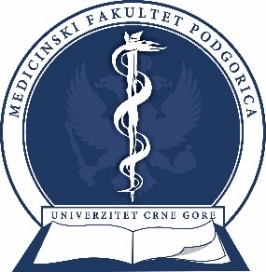 MEDICINSKI FAKULTET PODGORICA
UNIVERZITET CRNE GORE